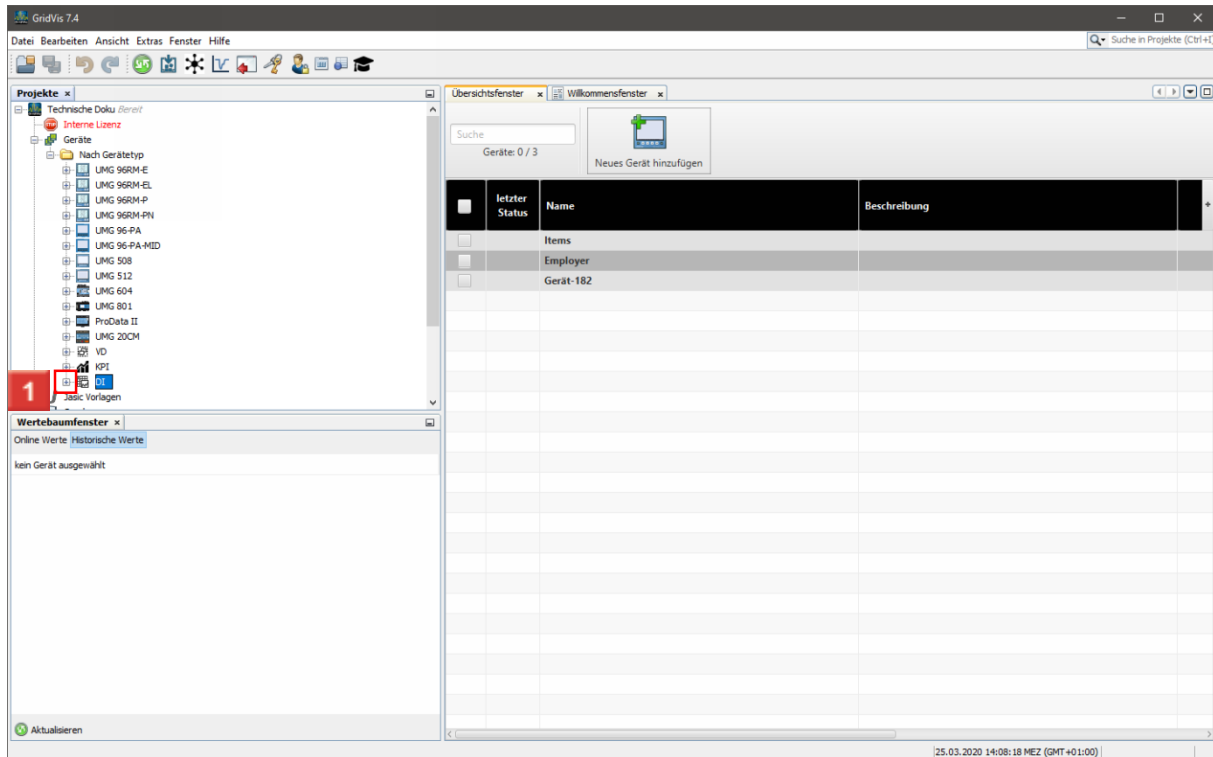 GridVis 7.4
Datei Bearbeiten Ansicht Extras Fenster Hilfe
Suche in Projekte (Ctrl+I)
Projekte
Technische Doku Bereit
Interne Lizenz
Geräte
Nach Gerätetyp
UMG 96RM-E
UMG 96RM-EL
UMG 96RM-P
UMG 96RM-PN
UMG 96-PA
UMG 96-PA-MID
UMG 508
UMG 512
UMG 604
UMG 801
ProData II
UMG 20CM
VD
KPI
1 DI
Jasic Vorlagen
Wertebaumfenster
Online Werte Historische Werte
kein Gerät ausgewählt
Aktualisieren
Übersichtsfenster Willkommensfenster
Suche
Geräte: 0 / 3
Neues Gerät hinzufügen
letzter Status Name Beschreibung
Items
Employer
Gerät-182
25.03.2020 14:08:18 MEZ (GMT+01:00)